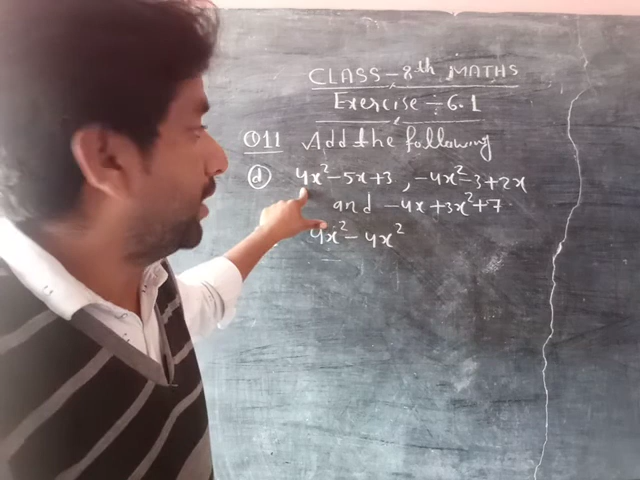 CLASS - 8th MATHS
Exercise ÷ 6.1
Q11 Add the following
(d) 4x² - 5x + 3 , -4x² - 3 + 2x
and -4x + 3x² + 7
4x² - 4x²